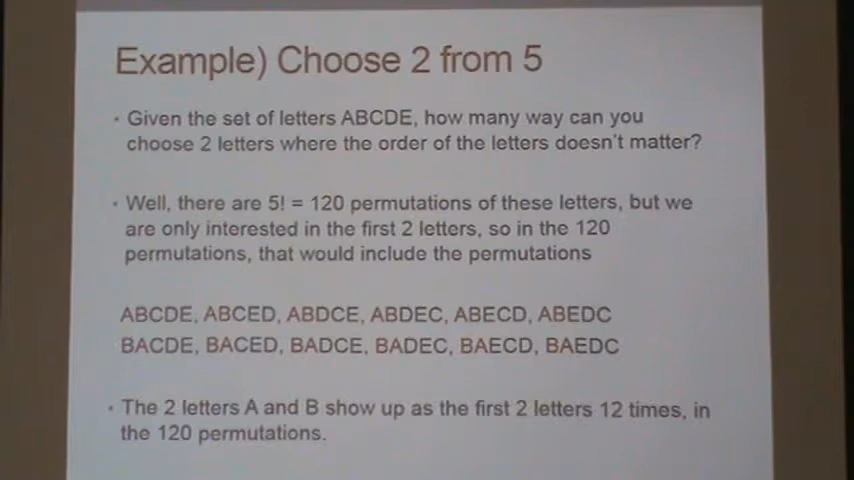 Example) Choose 2 from 5
• Given the set of letters ABCDE, how many way can you
choose 2 letters where the order of the letters doesn't matter?
• Well, there are 5! = 120 permutations of these letters, but we
are only interested in the first 2 letters, so in the 120
permutations, that would include the permutations
ABCDE, ABCED, ABDCE, ABDEC, ABECD, ABEDC
BACDE, BACED, BADCE, BADEC, BAECD, BAEDC
• The 2 letters A and B show up as the first 2 letters 12 times, in
the 120 permutations.